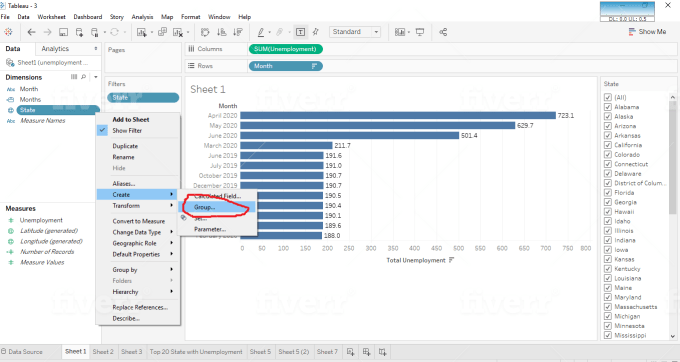 Tableau - 3
File Data Worksheet Dashboard Story Analysis Map Format Server Window Help
Standard
Show Me
Data Analytics
Sheet1 (unemployment ...
Dimensions
Abc Month
Months
State
Abc Measure Names
Measures
Unemployment
Latitude (generated)
Longitude (generated)
Number of Records
Measure Values
Pages
Filters
State
Add to Sheet
Show Filter
Duplicate
Rename
Hide
Aliases...
Create
Transform
Convert to Measure
Change Data Type
Geographic Role
Default Properties
Group by
Folders
Hierarchy
Replace References...
Describe...
Calculated Field...
Group...
Set...
Parameter...
Columns SUM(Unemployment)
Rows Month
Sheet 1
Month
April 2020 723.1
May 2020 629.7
June 2020 501.4
March 2020 211.7
June 2019 191.6
July 2019 191.0
October 2019 190.7
December 2019 190.7
190.5
190.4
190.1
189.6
188.0
0 50 100 150 200 250 300 350 400 450 500 550 600 650 700 750 800
Total Unemployment
State
(All)
Alabama
Alaska
Arizona
Arkansas
California
Colorado
Connecticut
Delaware
District of Colum...
Florida
Georgia
Hawaii
Idaho
Illinois
Indiana
Iowa
Kansas
Kentucky
Louisiana
Maine
Maryland
Massachusetts
Michigan
Minnesota
Mississippi
Data Source Sheet 1 Sheet 2 Sheet 3 Top 20 State with Unemployment Sheet 5 Sheet 5 (2) Sheet 7
fiverr